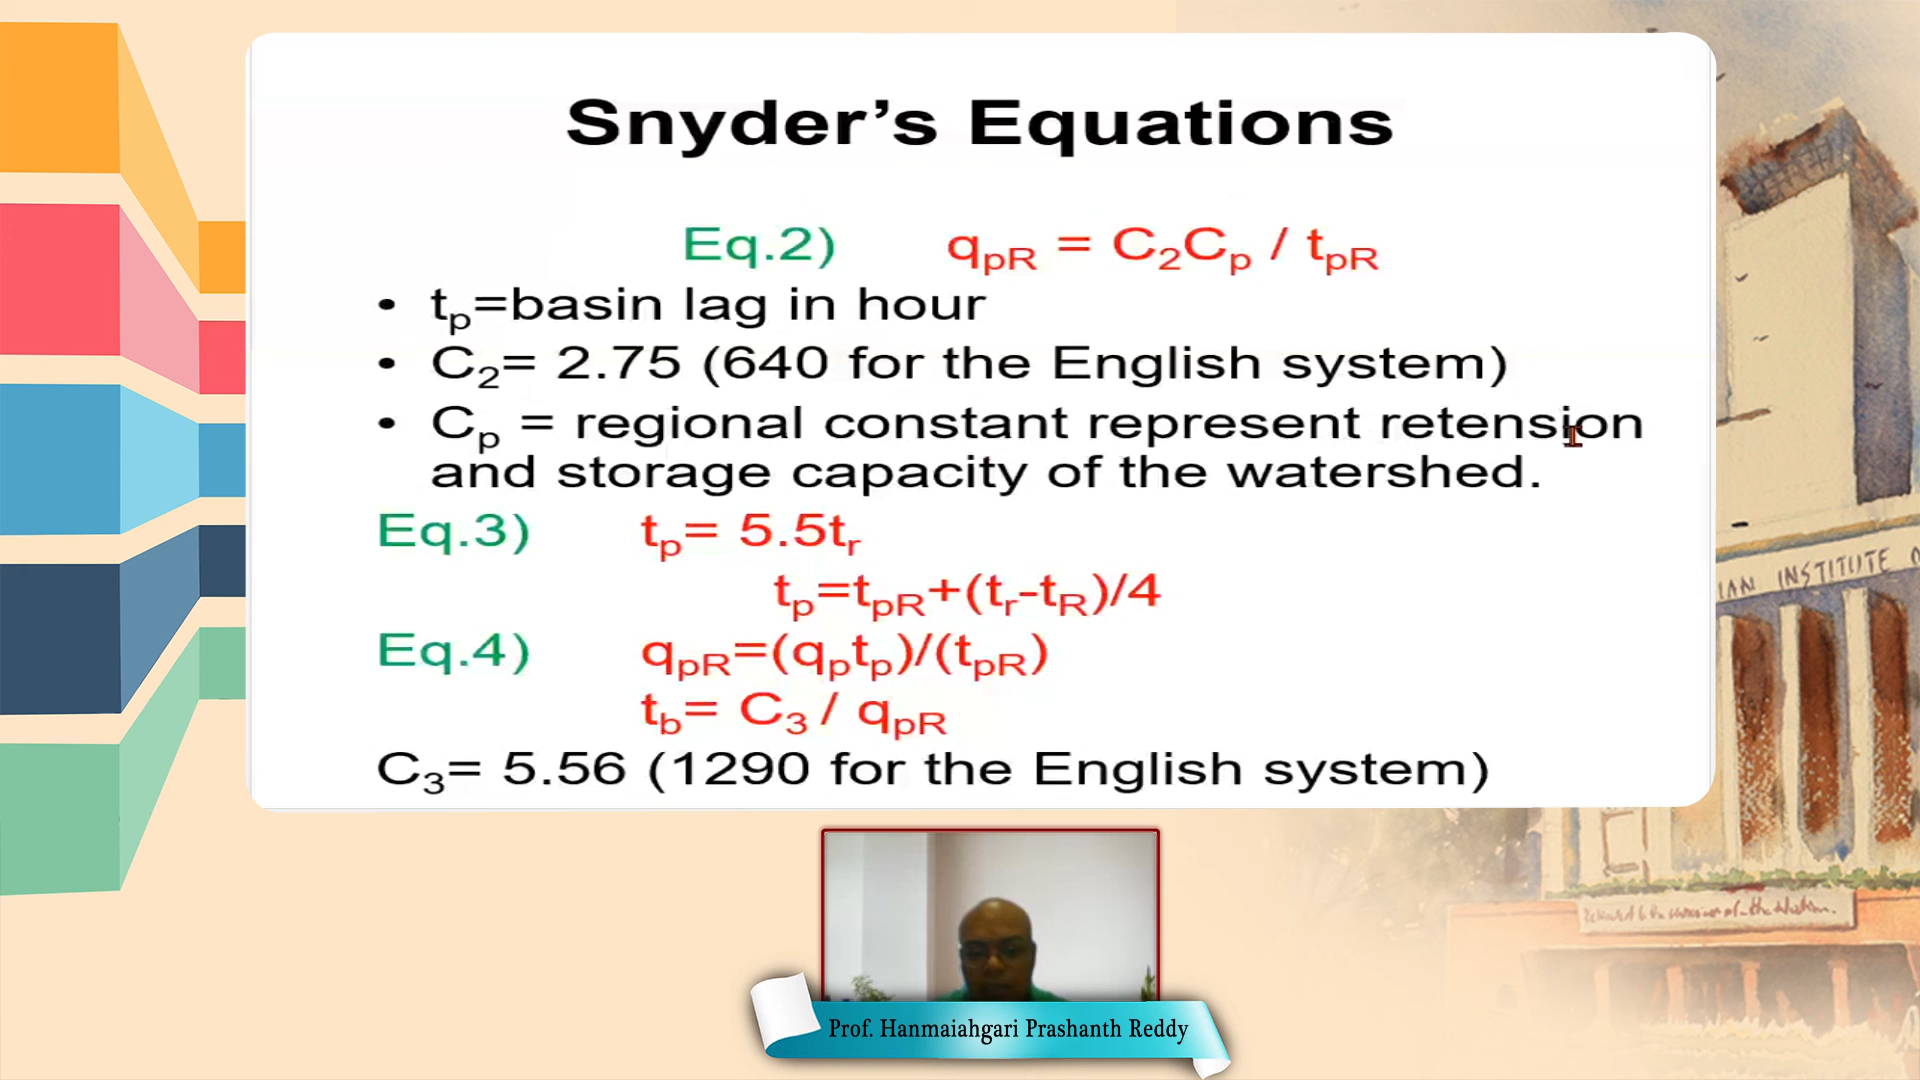 Snyder’s Equations
Eq.2) qpR = C2Cp / tpR
• tp=basin lag in hour
• C2= 2.75 (640 for the English system)
• Cp = regional constant represent retension
and storage capacity of the watershed.
Eq.3) tp= 5.5tr
tp=tpR+(tr-tR)/4
Eq.4) qpR=(qptp)/(tpR)
tb= C3 / qpR
C3= 5.56 (1290 for the English system)
IAN INSTITUTE
Prof. Hanmaiahgari Prashanth Reddy